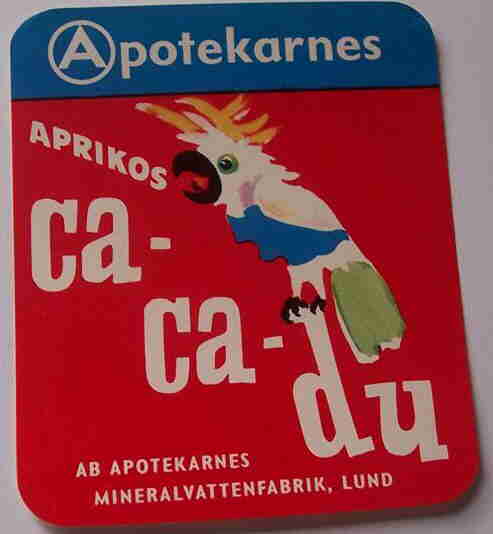 Apotekarnes
APRIKOS
ca-
ca-
du
AB APOTEKARNES
MINERALVATTENFABRIK, LUND